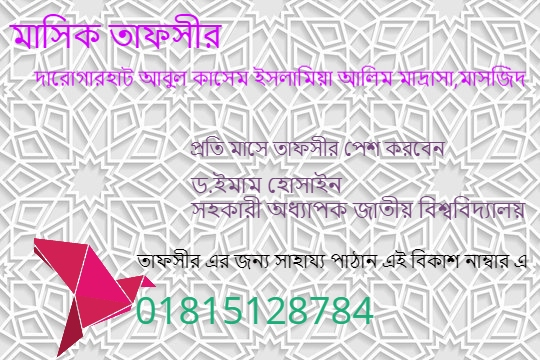 মাসিক তাফসীর
দারোগারহাট আবুল কাসেম ইসলামিয়া আলিম মাদ্রাসা,মাসজিদ
প্রতি মাসে তাফসীর পেশ করবেন
ড.ইমাম হোসাইন
সহকারী অধ্যাপক জাতীয় বিশ্ববিদ্যালয়
তাফসীর এর জন্য সাহায্য পাঠান এই বিকাশ নাম্বার এ
01815128784